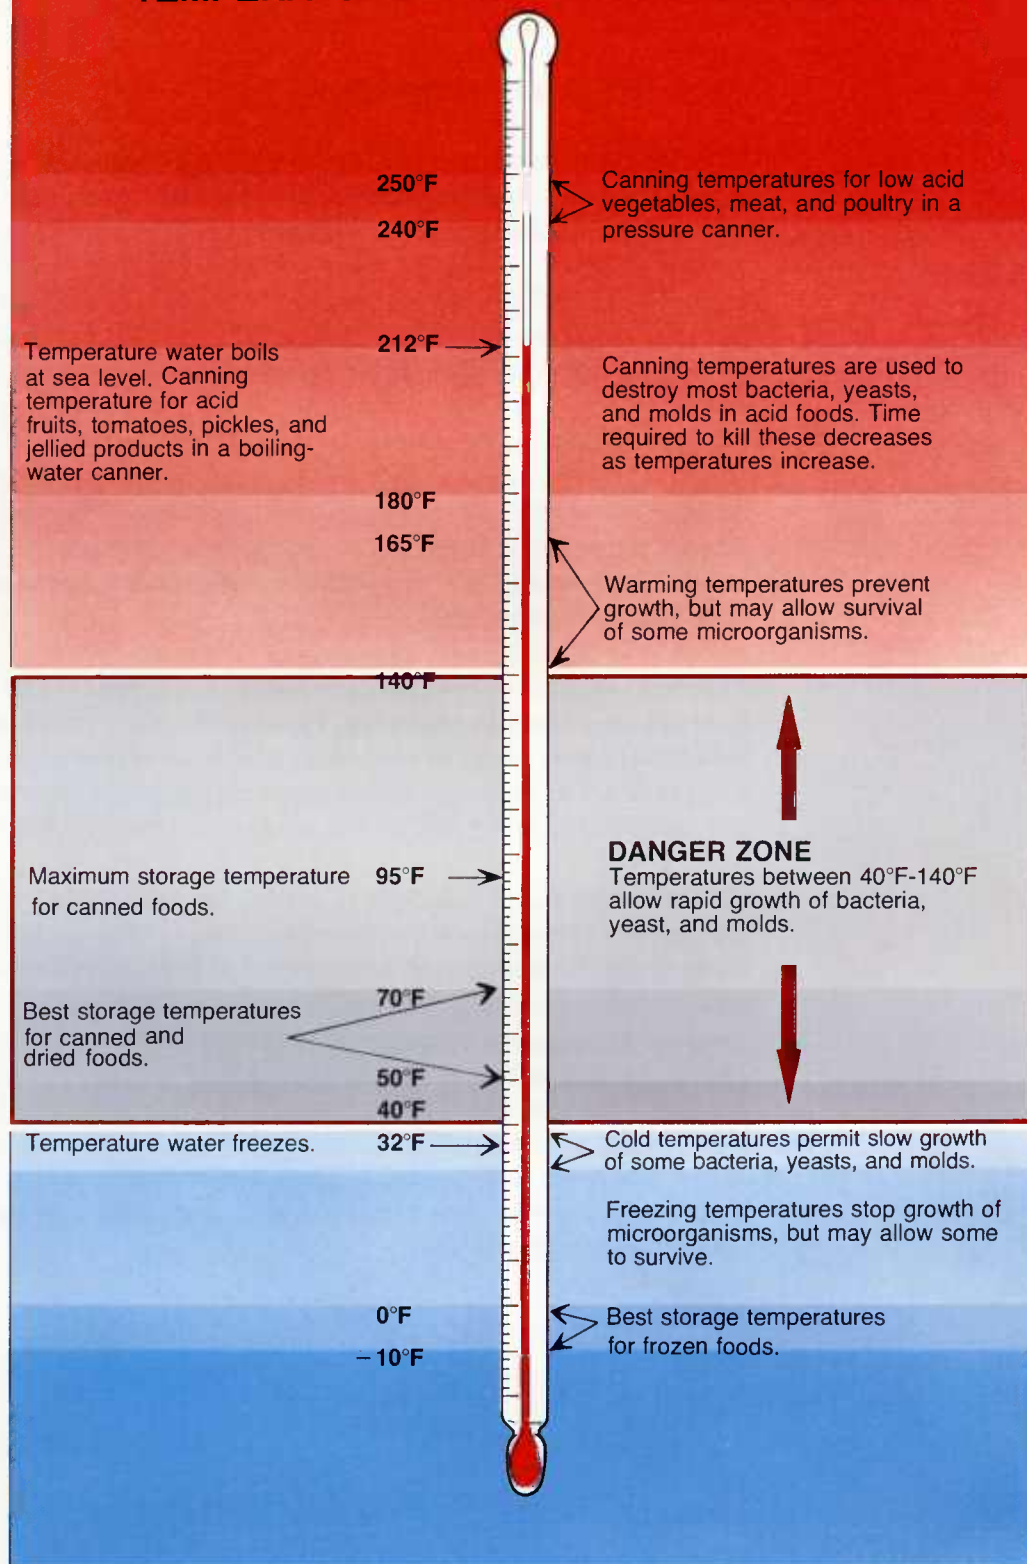 250°F
Canning temperatures for low acid
vegetables, meat, and poultry in a
pressure canner.
240°F
212°F
Temperature water boils
at sea level. Canning
temperature for acid
fruits, tomatoes, pickles, and
jellied products in a boiling-
water canner.
Canning temperatures are used to
destroy most bacteria, yeasts,
and molds in acid foods. Time
required to kill these decreases
as temperatures increase.
180°F
165°F
Warming temperatures prevent
growth, but may allow survival
of some microorganisms.
140°F
DANGER ZONE
Temperatures between 40°F-140°F
allow rapid growth of bacteria,
yeast, and molds.
Maximum storage temperature
for canned foods.
95°F
70°F
Best storage temperatures
for canned and
dried foods.
50°F
40°F
Temperature water freezes.
32°F
Cold temperatures permit slow growth
of some bacteria, yeasts, and molds.
Freezing temperatures stop growth of
microorganisms, but may allow some
to survive.
0°F
Best storage temperatures
for frozen foods.
–10°F